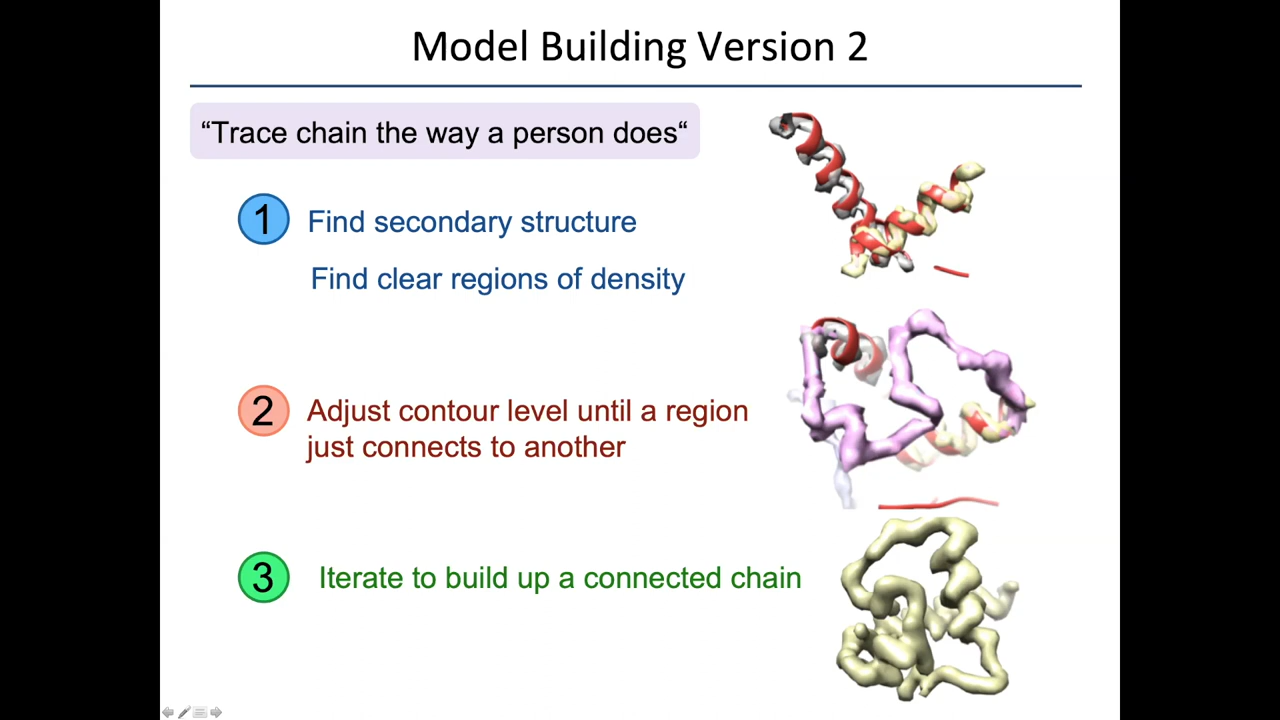 Model Building Version 2
“Trace chain the way a person does“
1 Find secondary structure
Find clear regions of density
2 Adjust contour level until a region
just connects to another
3 Iterate to build up a connected chain